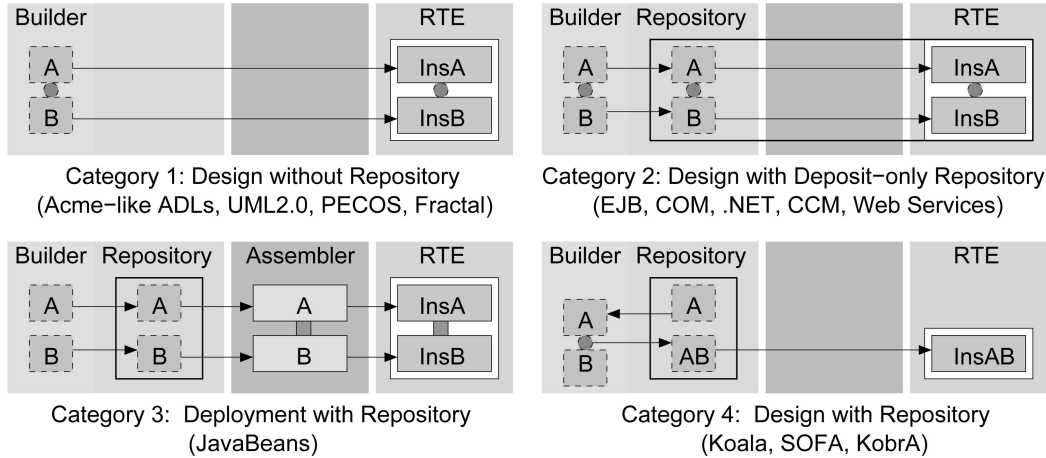 Builder RTE
A InsA
B InsB
Category 1: Design without Repository
(Acme−like ADLs, UML2.0, PECOS, Fractal)
Builder Repository RTE
A A InsA
B B InsB
Category 2: Design with Deposit−only Repository
(EJB, COM, .NET, CCM, Web Services)
Builder Repository Assembler RTE
A A A InsA
B B B InsB
Category 3: Deployment with Repository
(JavaBeans)
Builder Repository RTE
A A
B AB InsAB
Category 4: Design with Repository
(Koala, SOFA, KobrA)